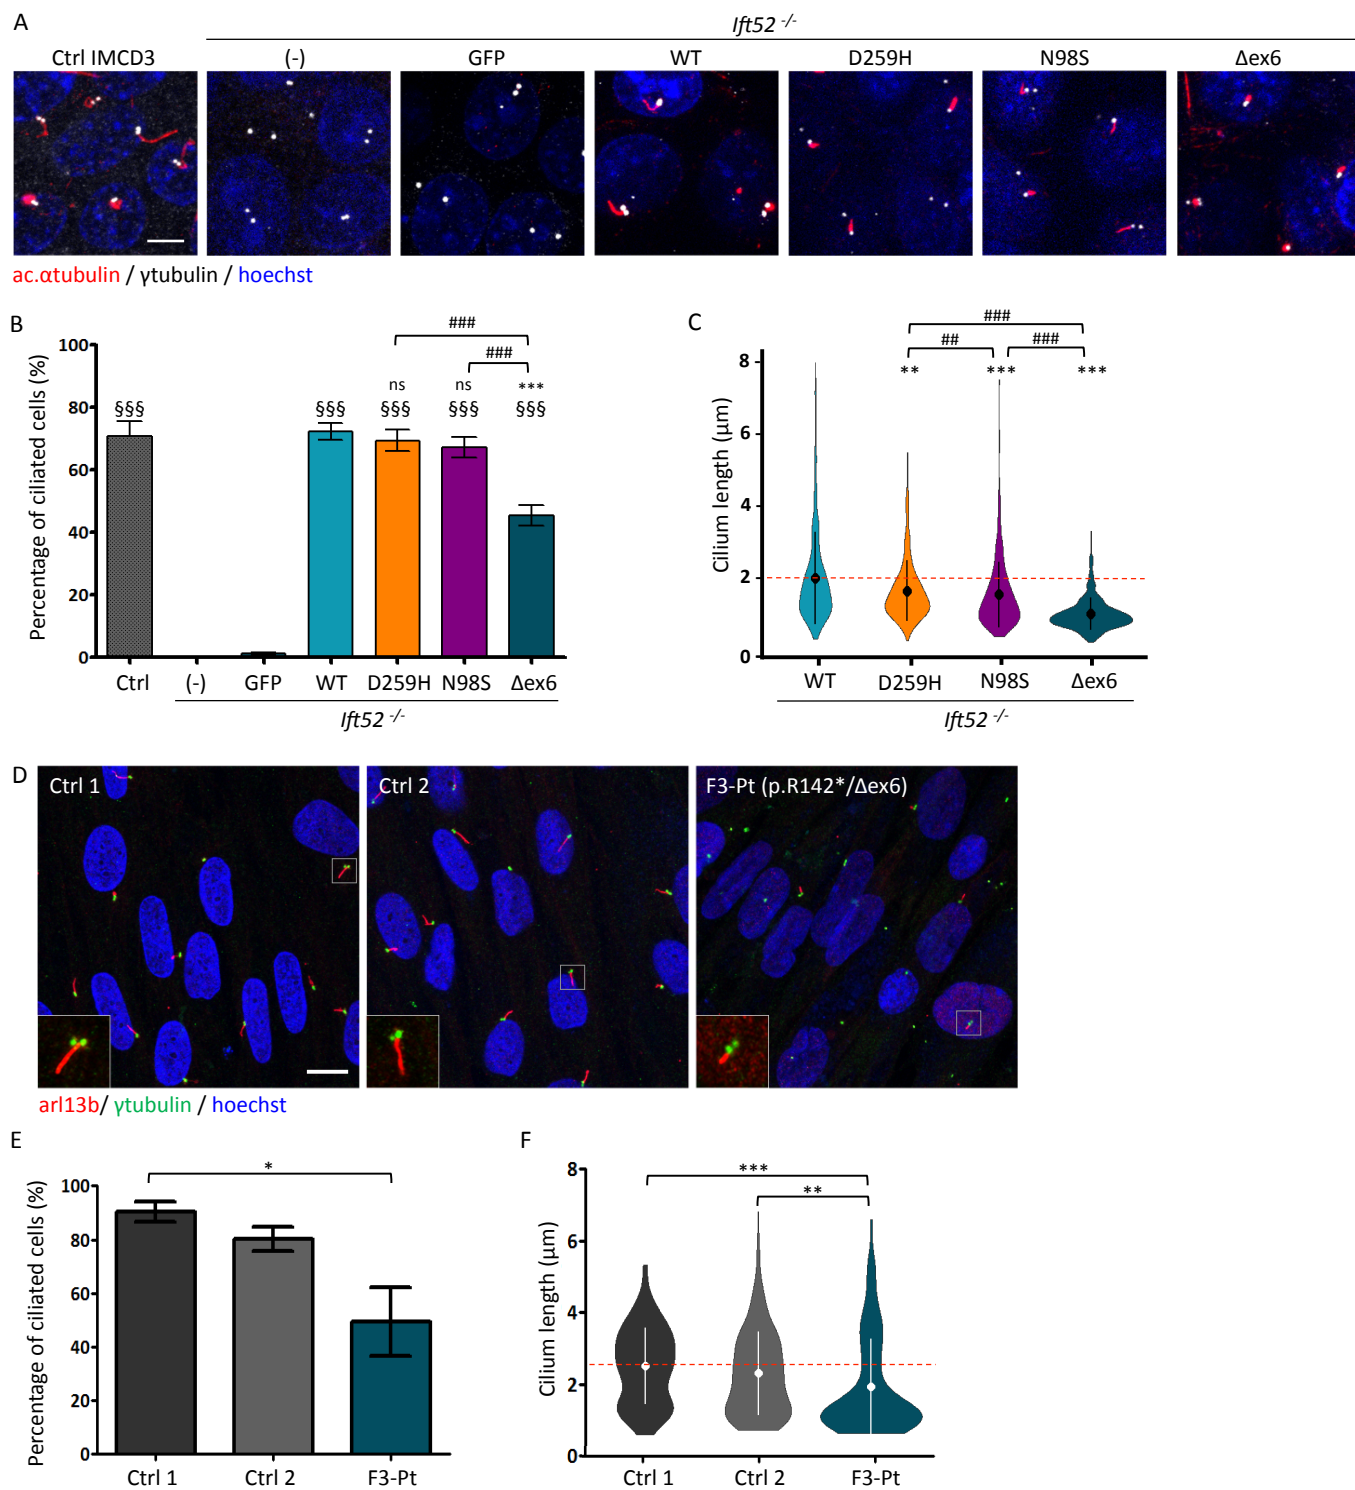 A
Ift52 -/-
Ctrl IMCD3 (-) GFP WT D259H N98S Δex6
ac.αtubulin / γtubulin / hoechst
B
Percentage of ciliated cells (%)
100
80
60
40
20
0
###
###
ns ns ***
§§§ §§§ §§§ §§§ §§§
Ctrl (-) GFP WT D259H N98S Δex6
Ift52 -/-
C
Cilium length (µm)
8
6
4
2
0
###
## ###
** *** ***
WT D259H N98S Δex6
Ift52 -/-
D
Ctrl 1 Ctrl 2 F3-Pt (p.R142*/Δex6)
arl13b/ γtubulin / hoechst
E
Percentage of ciliated cells (%)
100
80
60
40
20
0
*
Ctrl 1 Ctrl 2 F3-Pt
F
Cilium length (µm)
8
6
4
2
0
***
**
Ctrl 1 Ctrl 2 F3-Pt